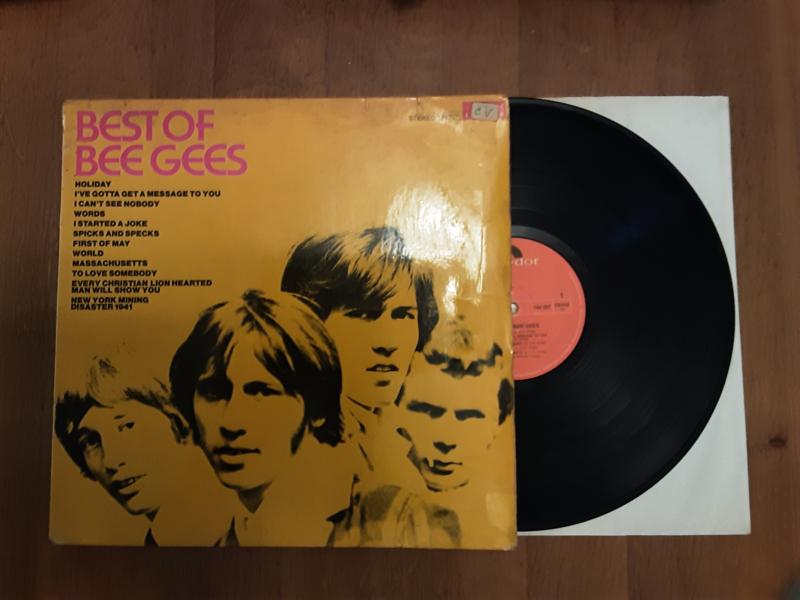 BEST OF
BEE GEES
STEREO
CV
HOLIDAY
I'VE GOTTA GET A MESSAGE TO YOU
I CAN'T SEE NOBODY
WORDS
I STARTED A JOKE
SPICKS AND SPECKS
FIRST OF MAY
WORLD
MASSACHUSETTS
TO LOVE SOMEBODY
EVERY CHRISTIAN LION HEARTED
MAN WILL SHOW YOU
NEW YORK MINING
DISASTER 1941